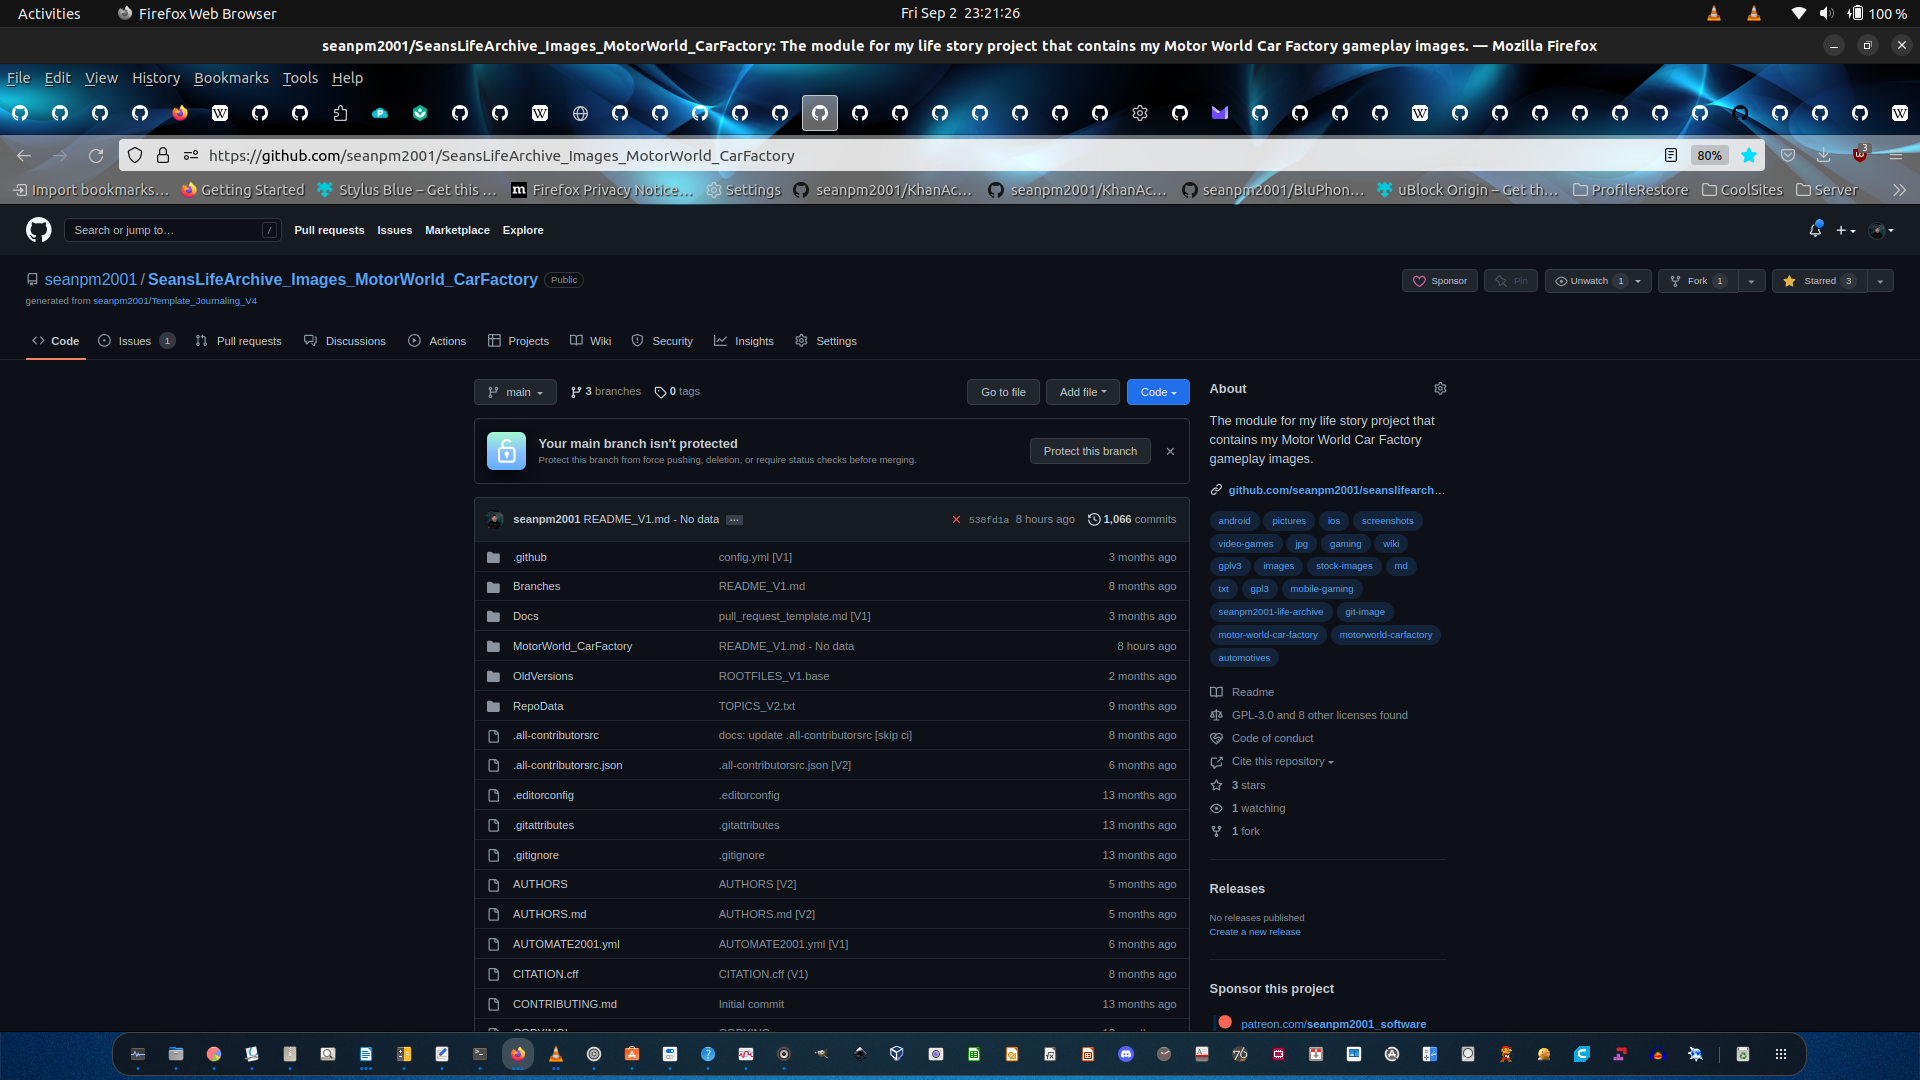 Activities Firefox Web Browser Fri Sep 2 23:21:26 100 %
seanpm2001/SeansLifeArchive_Images_MotorWorld_CarFactory: The module for my life story project that contains my Motor World Car Factory gameplay images. — Mozilla Firefox
File Edit View History Bookmarks Tools Help
https://github.com/seanpm2001/SeansLifeArchive_Images_MotorWorld_CarFactory 80% 3
Import bookmarks… Getting Started Stylus Blue – Get this … Firefox Privacy Notice… Settings seanpm2001/KhanAc… seanpm2001/KhanAc… seanpm2001/BluPhon… uBlock Origin – Get th… ProfileRestore CoolSites Server
Search or jump to… / Pull requests Issues Marketplace Explore
seanpm2001 / SeansLifeArchive_Images_MotorWorld_CarFactory Public Sponsor Pin Unwatch 1 Fork 1 Starred 3
generated from seanpm2001/Template_Journaling_V4
Code Issues 1 Pull requests Discussions Actions Projects Wiki Security Insights Settings
main 3 branches 0 tags Go to file Add file Code
Your main branch isn't protected
Protect this branch from force pushing, deletion, or require status checks before merging.
Protect this branch
seanpm2001 README_V1.md - No data … 538fd1a 8 hours ago 1,066 commits
.github config.yml [V1] 3 months ago
Branches README_V1.md 8 months ago
Docs pull_request_template.md [V1] 3 months ago
MotorWorld_CarFactory README_V1.md - No data 8 hours ago
OldVersions ROOTFILES_V1.base 2 months ago
RepoData TOPICS_V2.txt 9 months ago
.all-contributorsrc docs: update .all-contributorsrc [skip ci] 8 months ago
.all-contributorsrc.json .all-contributorsrc.json [V2] 6 months ago
.editorconfig .editorconfig 13 months ago
.gitattributes .gitattributes 13 months ago
.gitignore .gitignore 13 months ago
AUTHORS AUTHORS [V2] 5 months ago
AUTHORS.md AUTHORS.md [V2] 5 months ago
AUTOMATE2001.yml AUTOMATE2001.yml [V1] 6 months ago
CITATION.cff CITATION.cff (V1) 8 months ago
CONTRIBUTING.md Initial commit 13 months ago
About
The module for my life story project that
contains my Motor World Car Factory
gameplay images.
github.com/seanpm2001/seanslifearch…
android pictures ios screenshots
video-games jpg gaming wiki
gplv3 images stock-images md
txt gpl3 mobile-gaming
seanpm2001-life-archive git-image
motor-world-car-factory motorworld-carfactory
automotives
Readme
GPL-3.0 and 8 other licenses found
Code of conduct
Cite this repository
3 stars
1 watching
1 fork
Releases
No releases published
Create a new release
Sponsor this project
patreon.com/seanpm2001_software